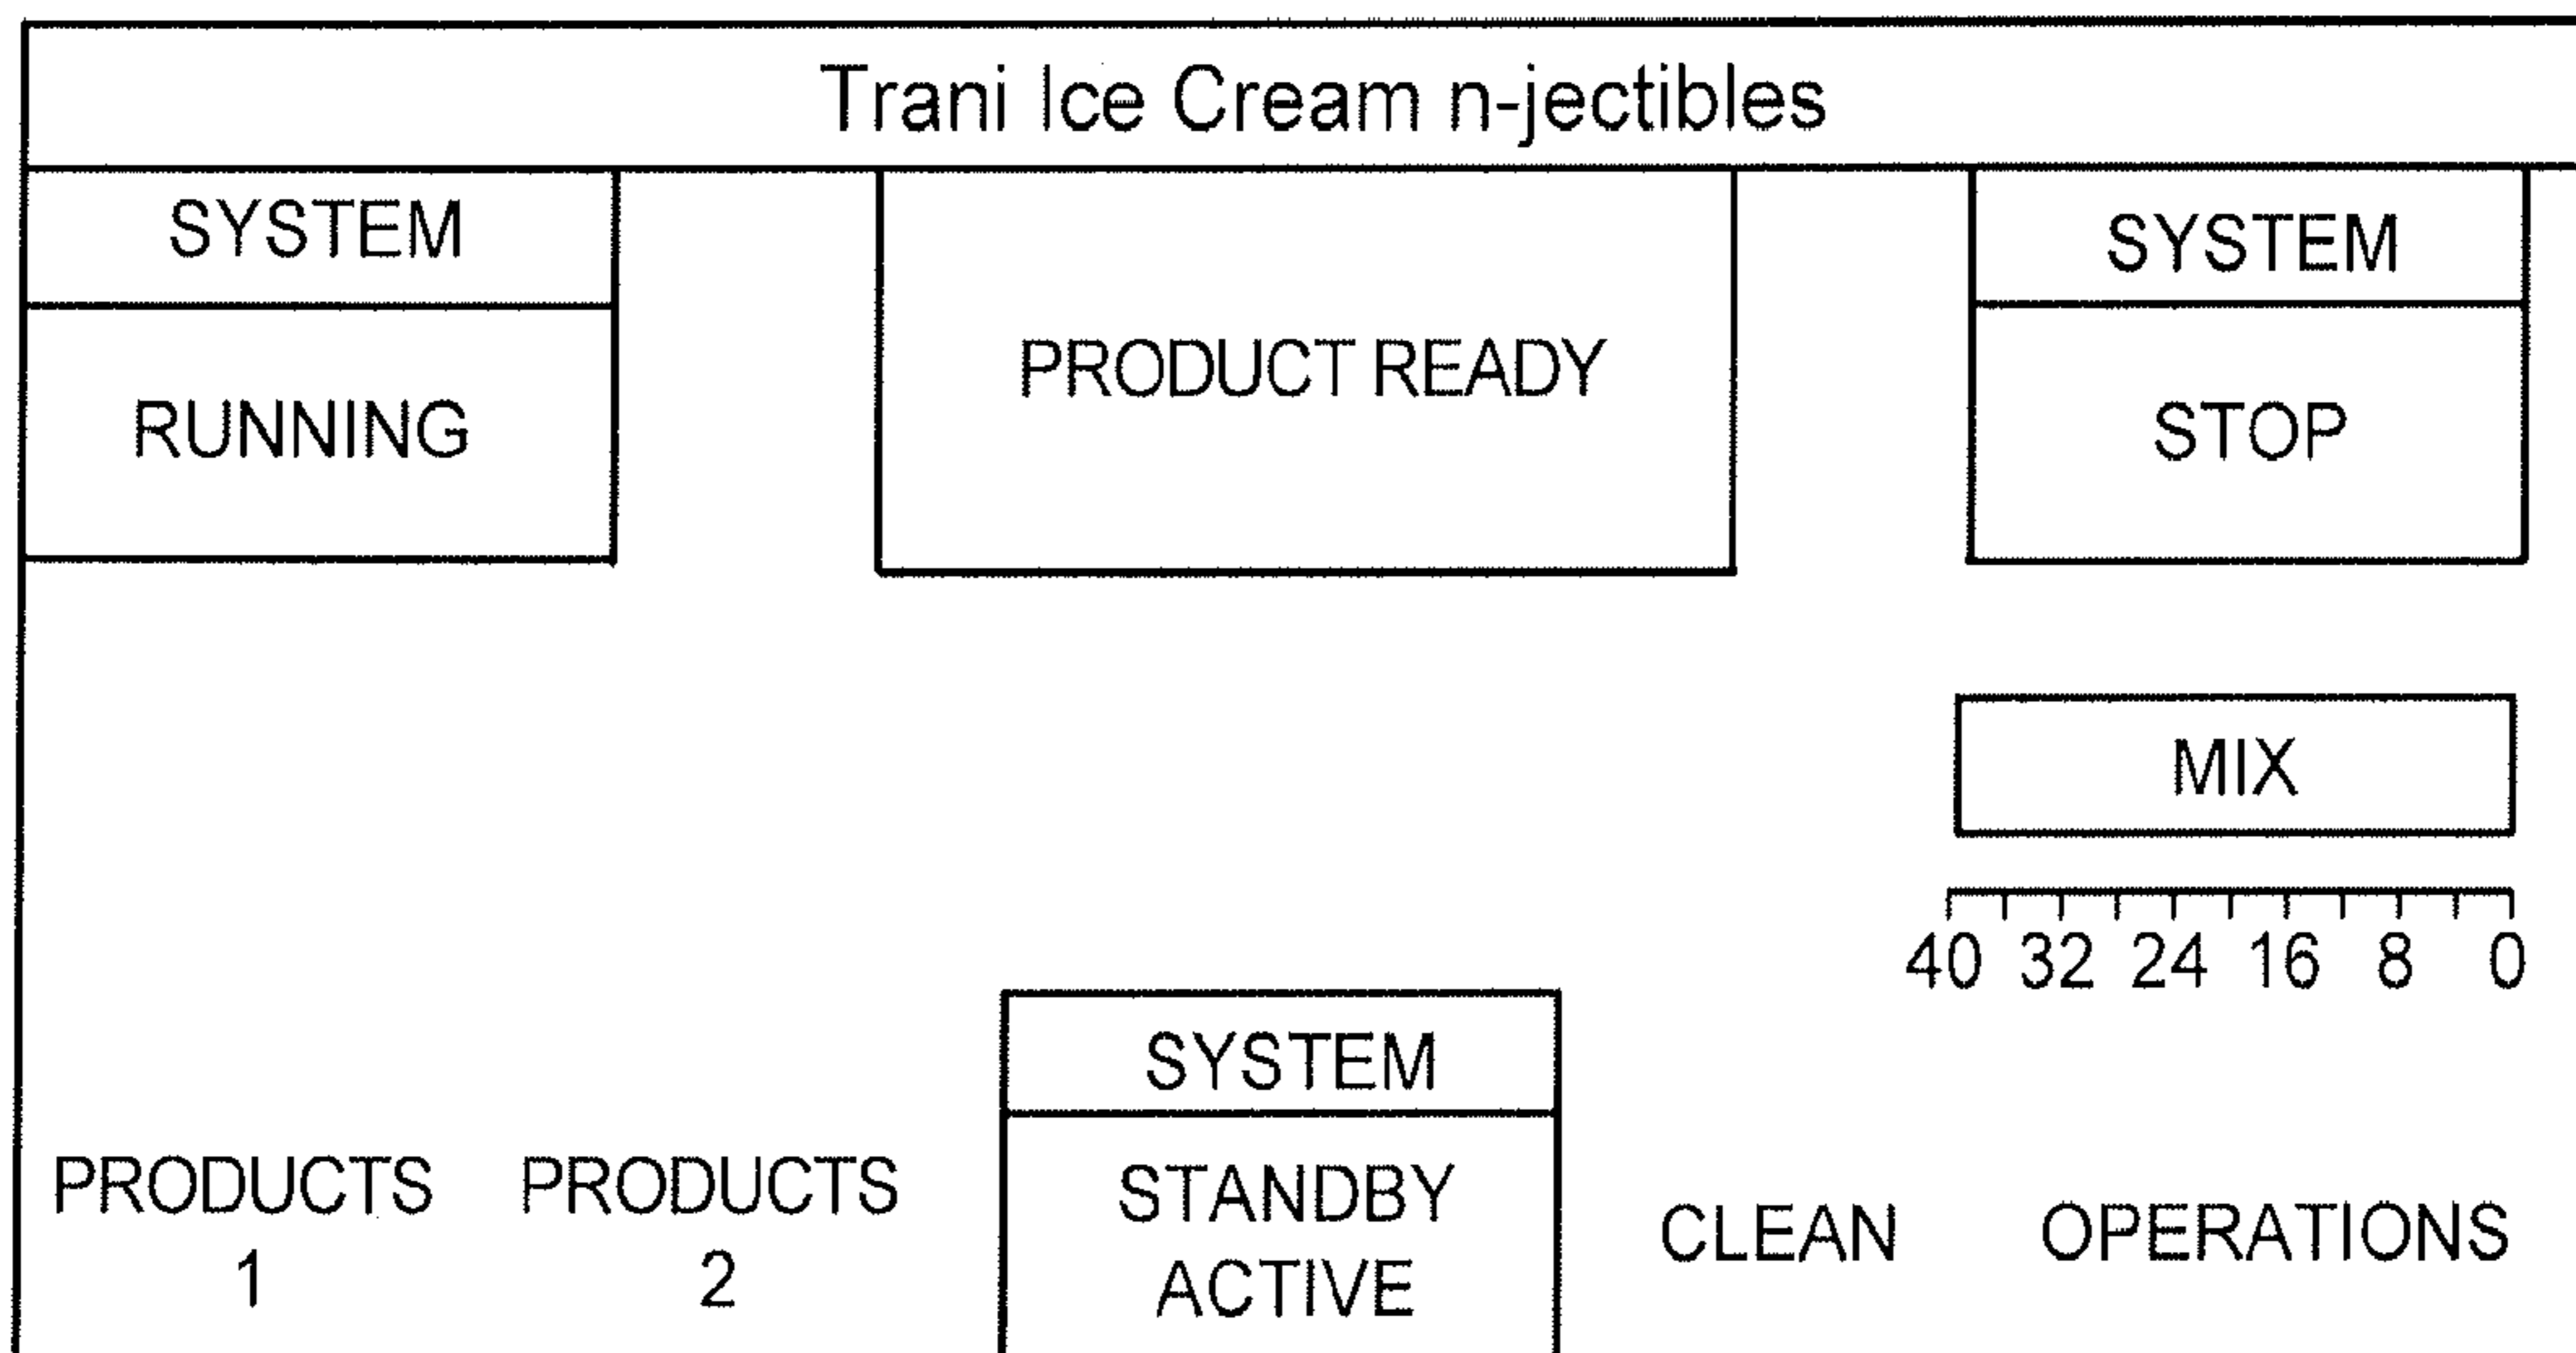 Trani Ice Cream n-jectibles
SYSTEM
RUNNING
PRODUCT READY
SYSTEM
STOP
MIX
40 32 24 16 8 0
SYSTEM
STANDBY
ACTIVE
PRODUCTS
1
PRODUCTS
2
CLEAN
OPERATIONS